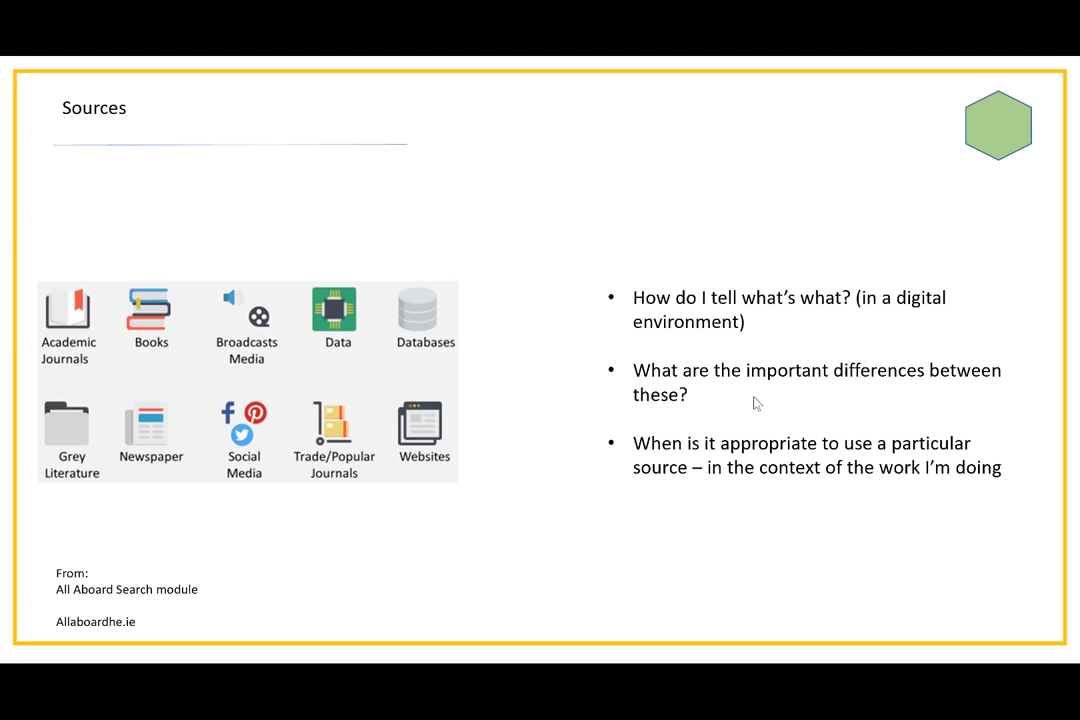 Sources
Academic
Journals
Books
Broadcasts
Media
Data
Databases
Grey
Literature
Newspaper
Social
Media
Trade/Popular
Journals
Websites
• How do I tell what’s what? (in a digital
environment)
• What are the important differences between
these?
• When is it appropriate to use a particular
source – in the context of the work I’m doing
From:
All Aboard Search module
Allaboardhe.ie